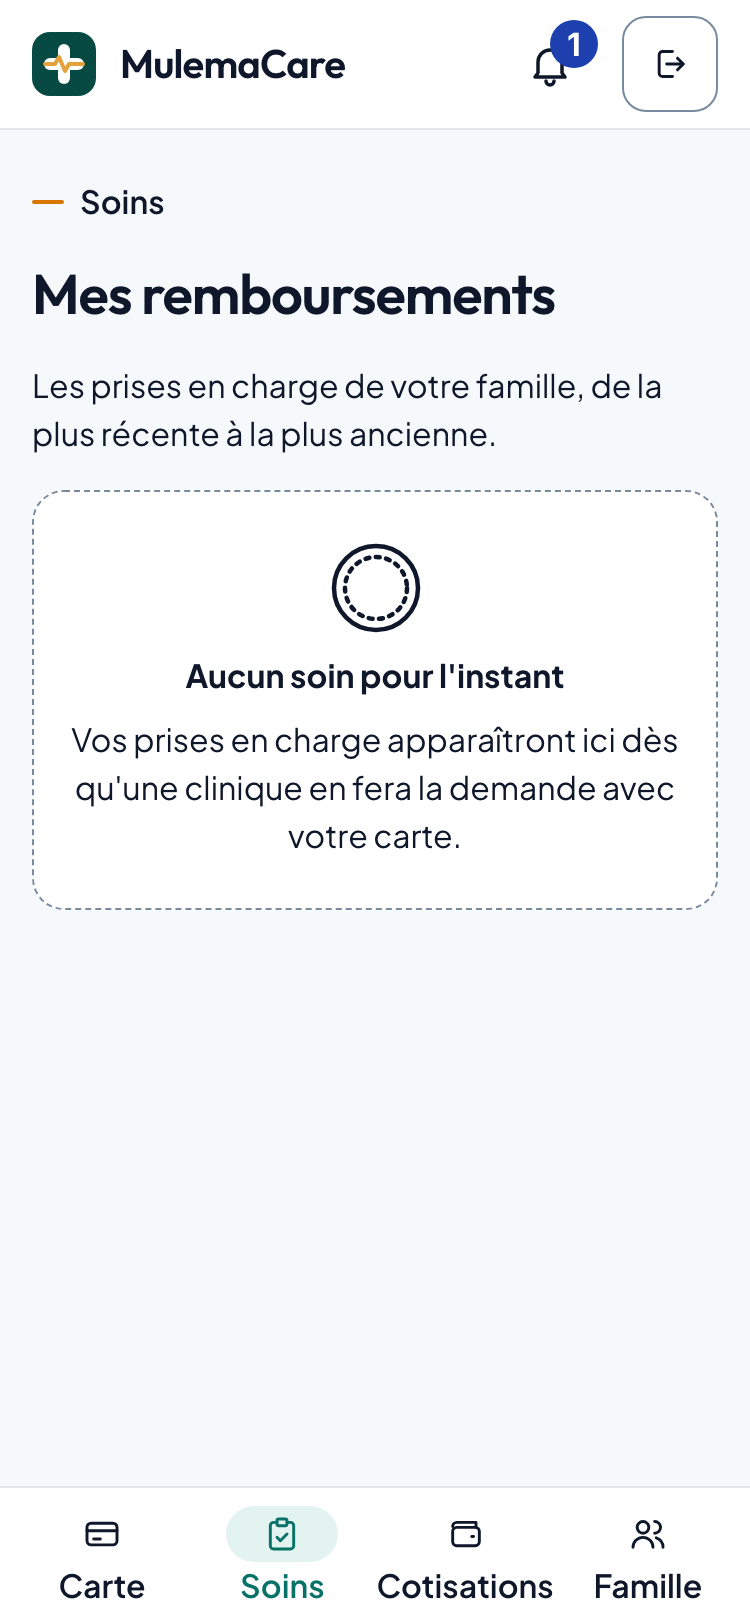 MulemaCare
1
Soins
Mes remboursements
Les prises en charge de votre famille, de la
plus récente à la plus ancienne.
Aucun soin pour l'instant
Vos prises en charge apparaîtront ici dès
qu'une clinique en fera la demande avec
votre carte.
Carte
Soins
Cotisations
Famille